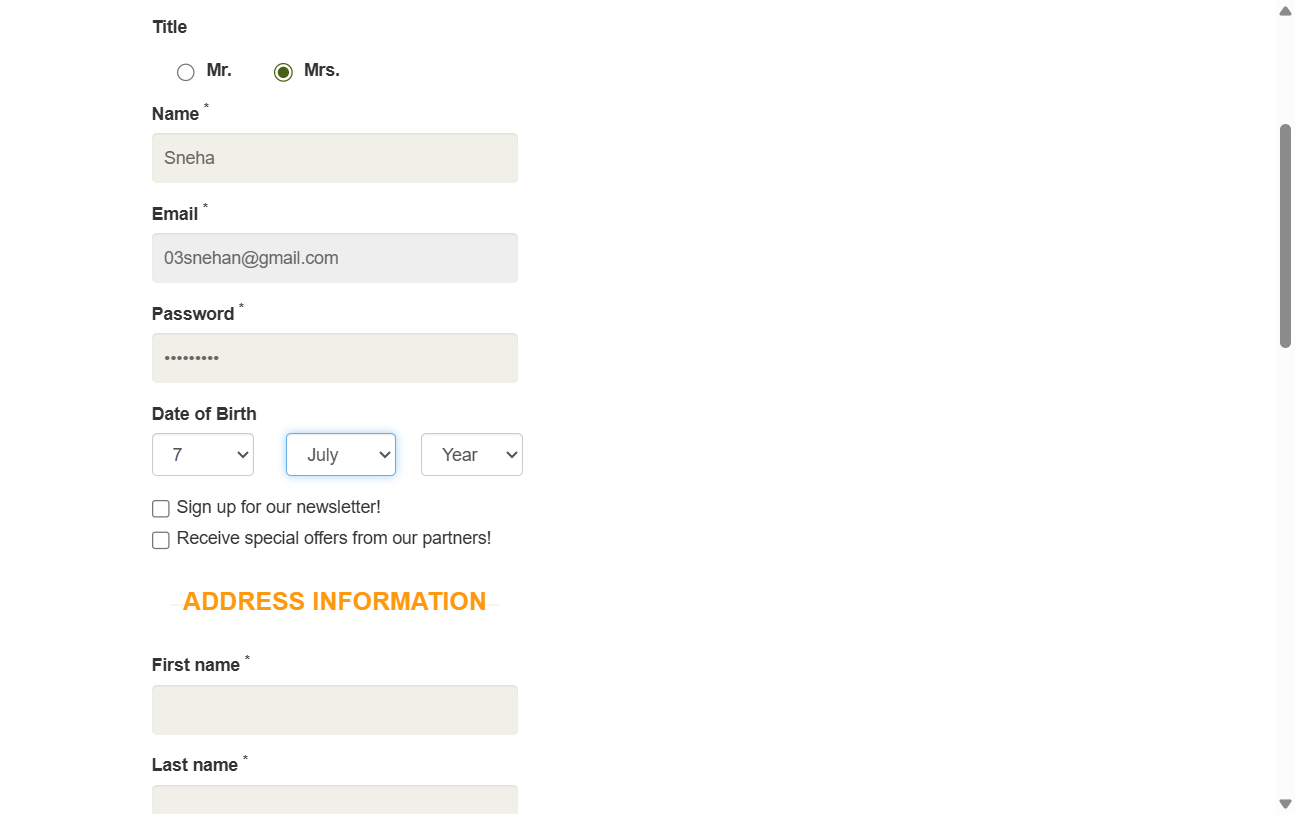 Title
Mr. Mrs.
Name *
Sneha
Email *
03snehan@gmail.com
Password *
•••••••••
Date of Birth
7 July Year
Sign up for our newsletter!
Receive special offers from our partners!
ADDRESS INFORMATION
First name *
Last name *